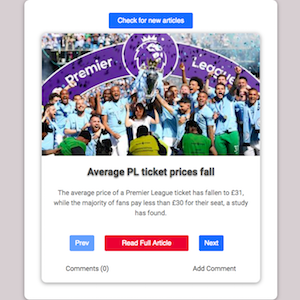 Check for new articles
Premier
League
Average PL ticket prices fall
The average price of a Premier League ticket has fallen to £31,
while the majority of fans pay less than £30 for their seat, a study
has found.
Prev
Read Full Article
Next
Comments (0)
Add Comment